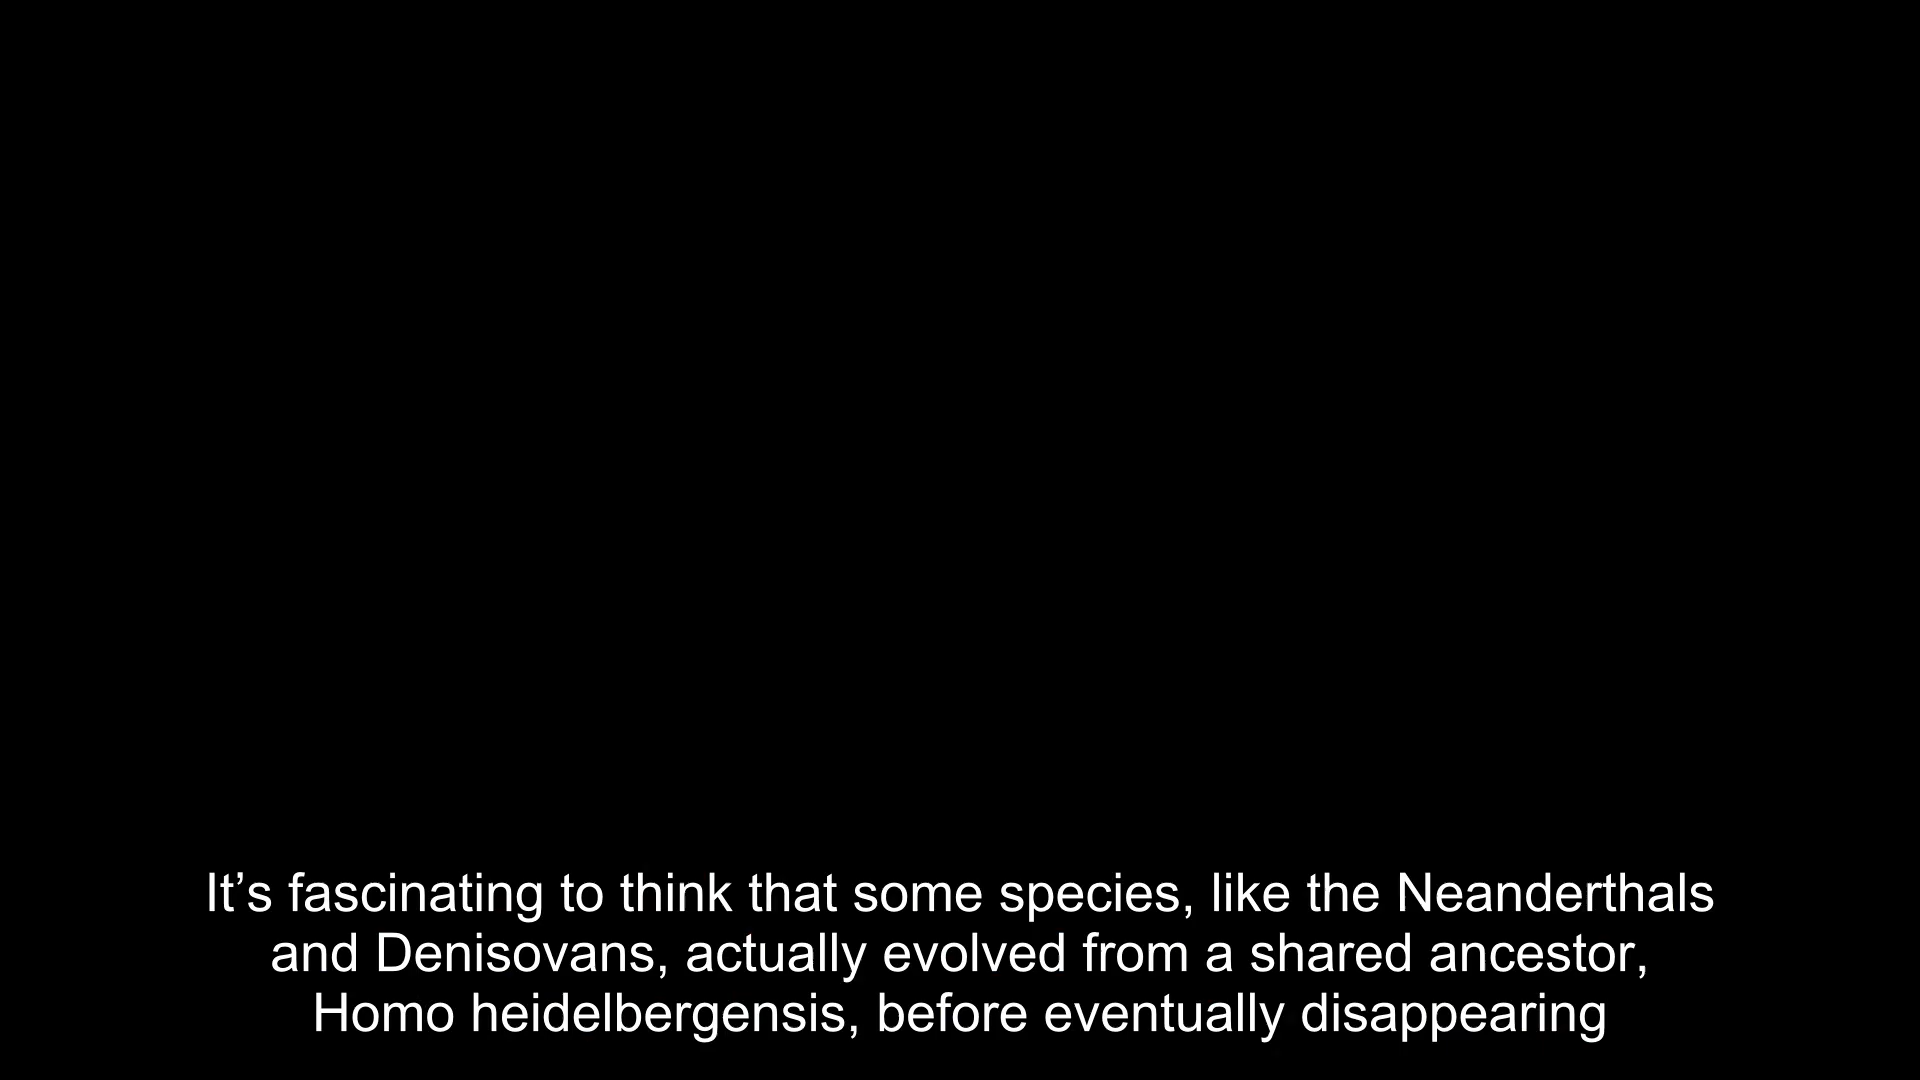 It’s fascinating to think that some species, like the Neanderthals
and Denisovans, actually evolved from a shared ancestor,
Homo heidelbergensis, before eventually disappearing